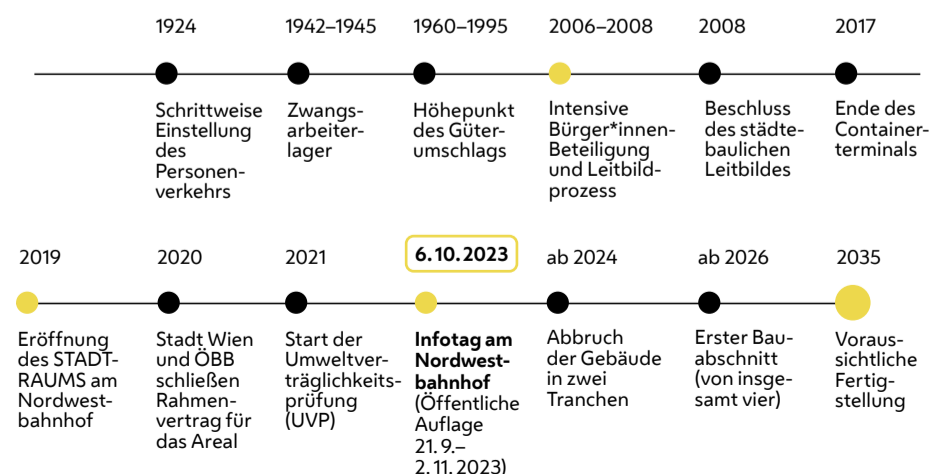 1924
Schrittweise
Einstellung
des
Personen-
verkehrs
1942–1945
Zwangs-
arbeiter-
lager
1960–1995
Höhepunkt
des Güter-
umschlags
2006–2008
Intensive
Bürger*innen-
Beteiligung
und Leitbild-
prozess
2008
Beschluss
des städte-
baulichen
Leitbildes
2017
Ende des
Container-
terminals
2019
Eröffnung
des STADT-
RAUMS am
Nordwest-
bahnhof
2020
Stadt Wien
und ÖBB
schließen
Rahmen-
vertrag für
das Areal
2021
Start der
Umweltver-
träglichkeits-
prüfung
(UVP)
6.10.2023
Infotag am
Nordwest-
bahnhof
(Öffentliche
Auflage
21. 9.–
2. 11. 2023)
ab 2024
Abbruch
der Gebäude
in zwei
Tranchen
ab 2026
Erster Bau-
abschnitt
(von insge-
samt vier)
2035
Voraus-
sichtliche
Fertig-
stellung